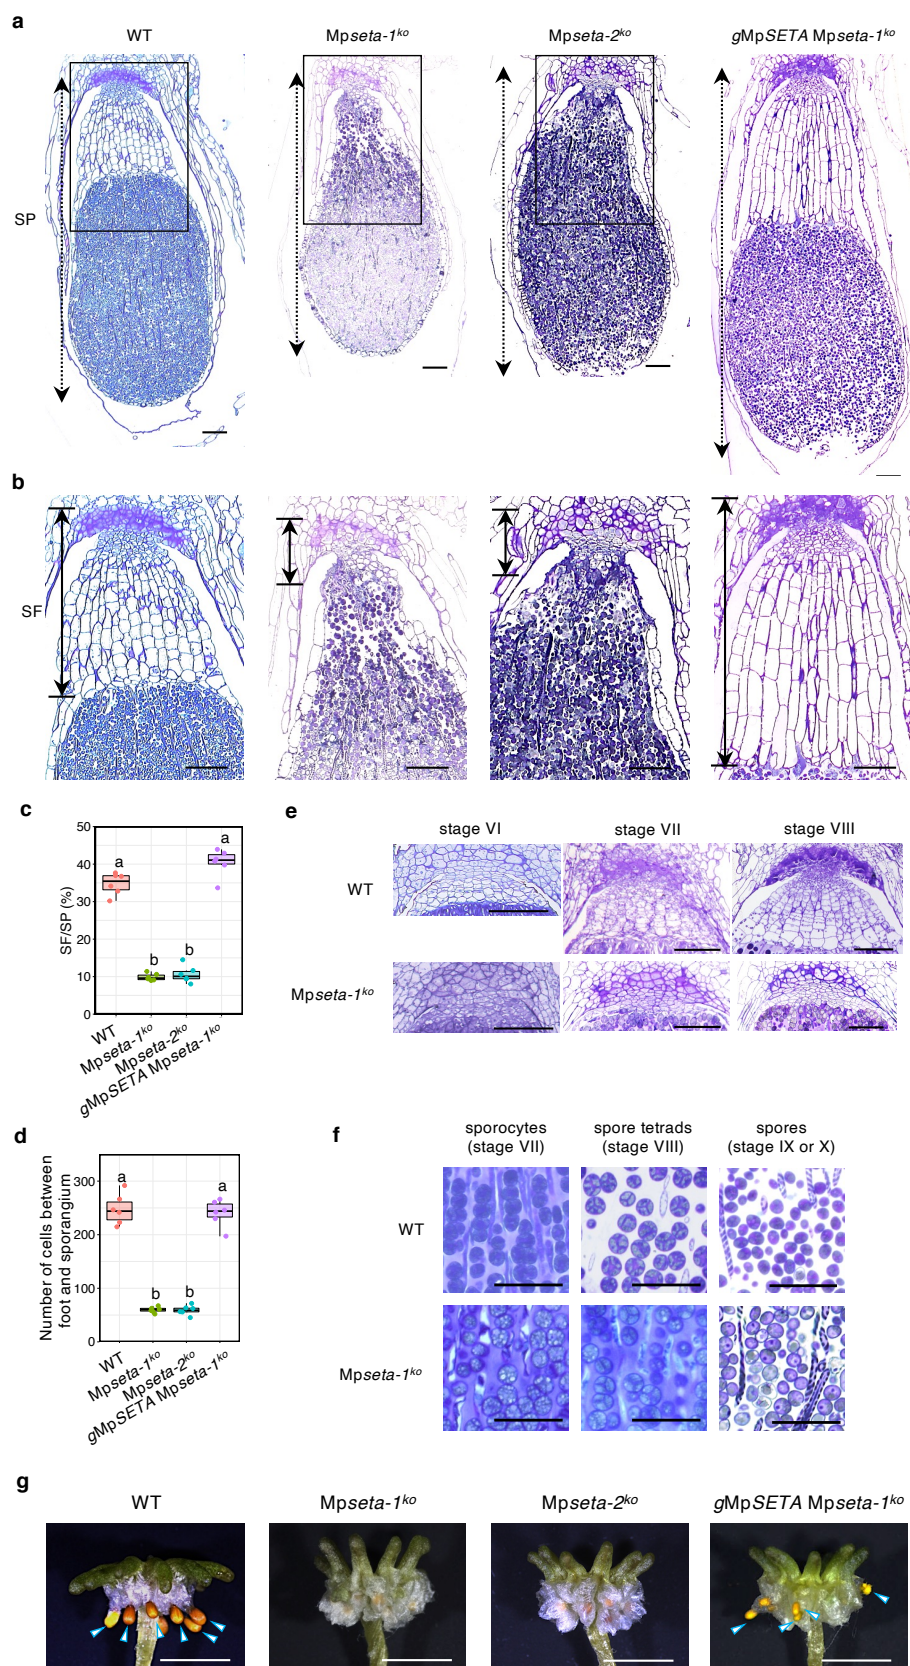 a
WT
Mpseta-1ko
Mpseta-2ko
gMpSETA Mpseta-1ko
SP
b
SF
c
SF/SP (%)
50
40
30
20
10
0
a
b
b
a
WT
Mpseta-1ko
Mpseta-2ko
gMpSETA Mpseta-1ko
d
Number of cells between
foot and sporangium
300
200
100
0
a
b
b
a
WT
Mpseta-1ko
Mpseta-2ko
gMpSETA Mpseta-1ko
e
stage VI
stage VII
stage VIII
WT
Mpseta-1ko
f
sporocytes
(stage VII)
spore tetrads
(stage VIII)
spores
(stage IX or X)
WT
Mpseta-1ko
g
WT
Mpseta-1ko
Mpseta-2ko
gMpSETA Mpseta-1ko